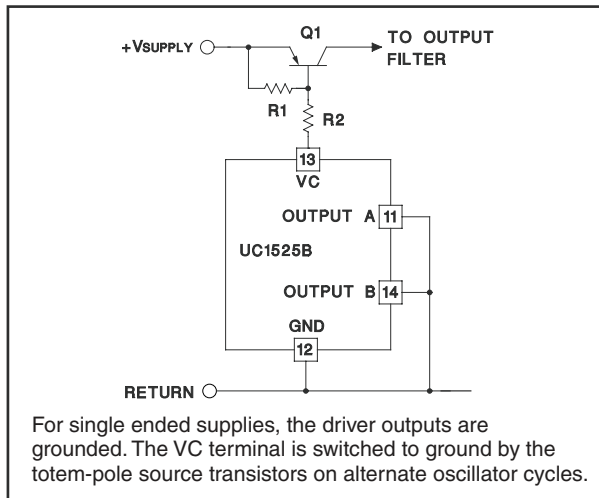 Q1
+VSUPPLY
TO OUTPUT
FILTER
R1
R2
13
VC
OUTPUT A 11
UC1525B
OUTPUT B 14
GND
12
RETURN
For single ended supplies, the driver outputs are
grounded. The VC terminal is switched to ground by the
totem-pole source transistors on alternate oscillator cycles.